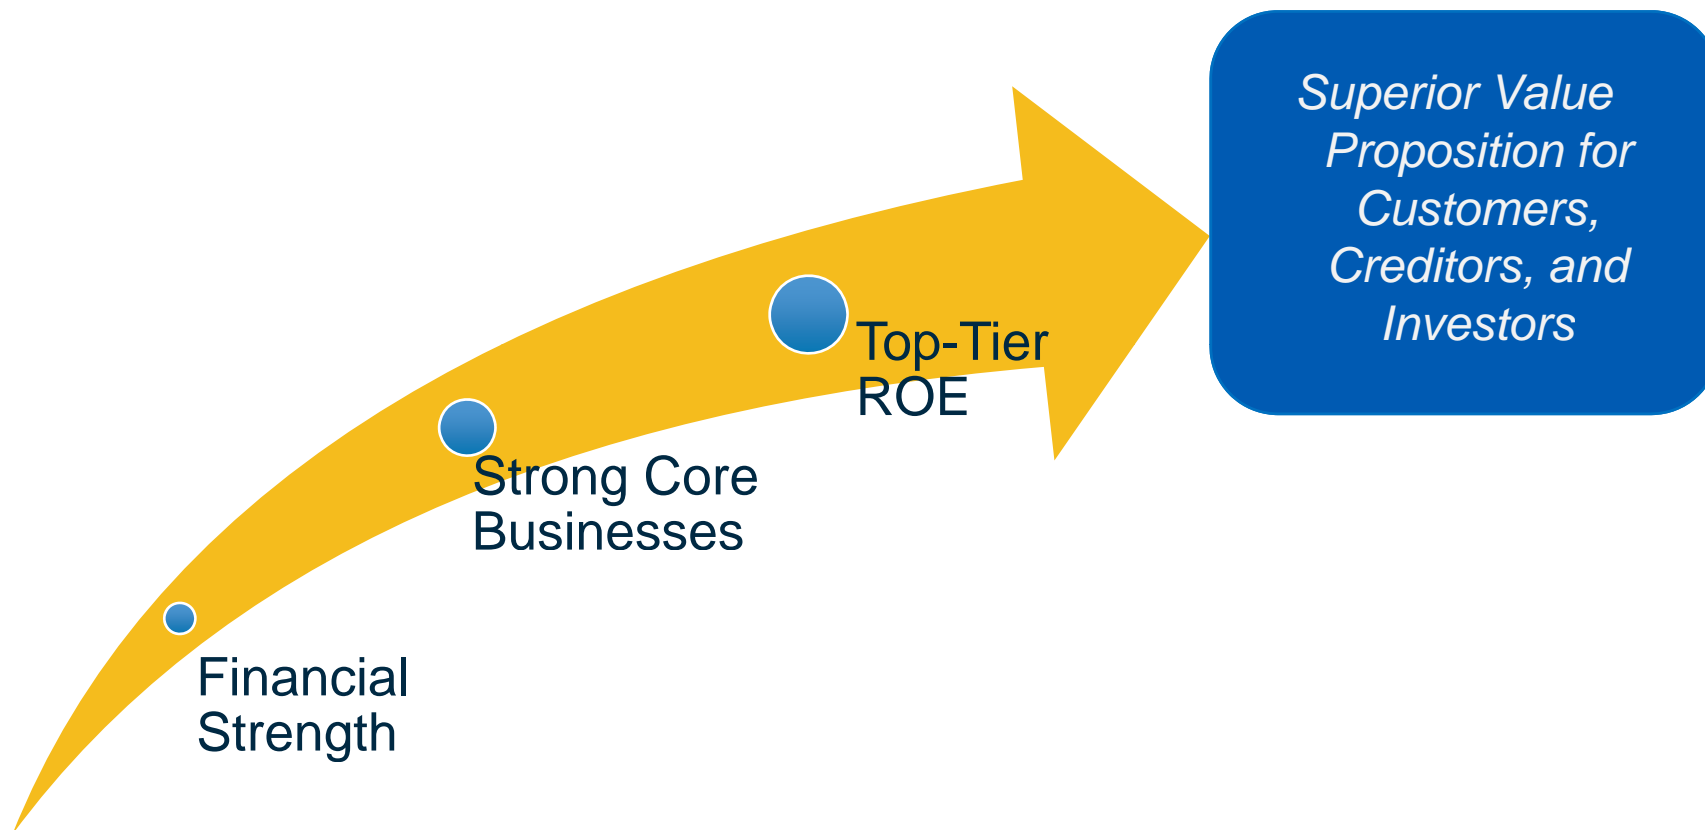 Superior Value
Proposition for
Customers,
Creditors, and
Investors
Top-Tier
ROE
Strong Core
Businesses
Financial
Strength